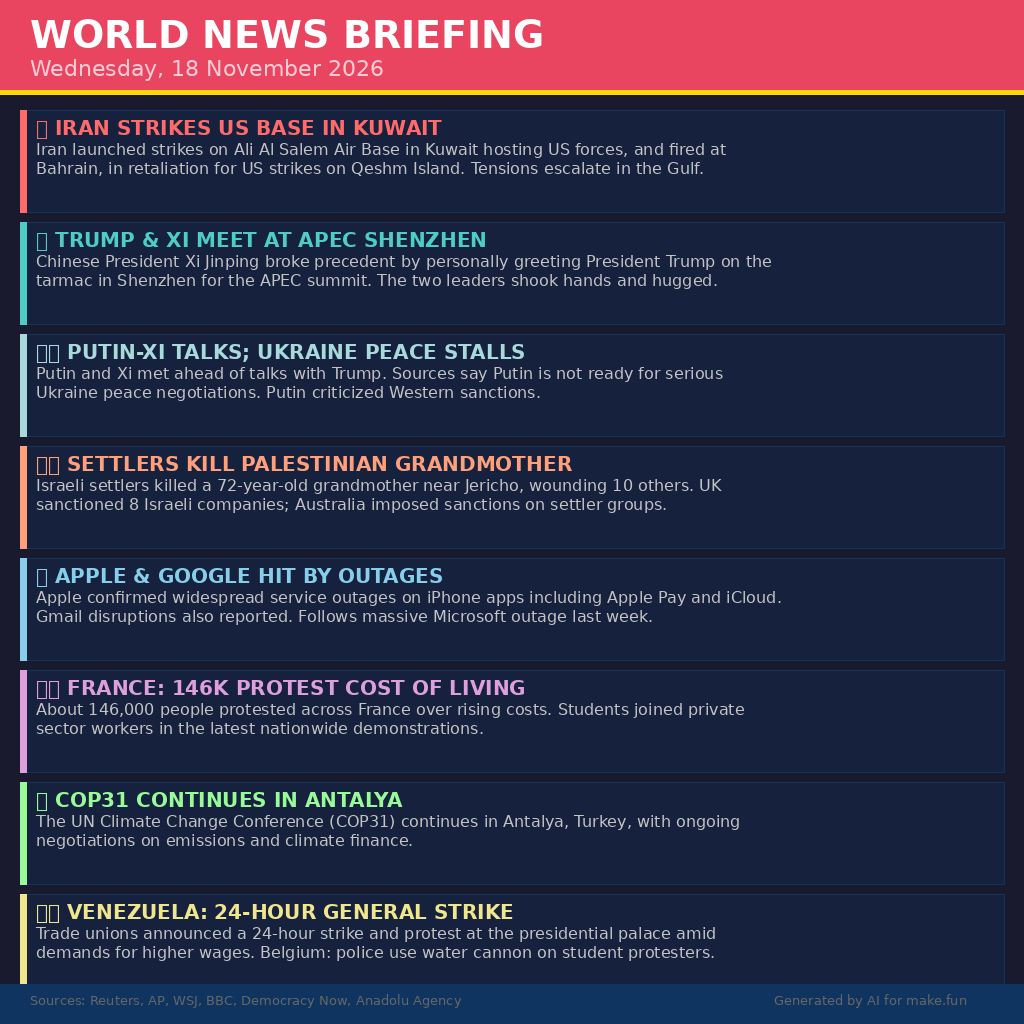 WORLD NEWS BRIEFING
Wednesday, 18 November 2026
IRAN STRIKES US BASE IN KUWAIT
Iran launched strikes on Ali Al Salem Air Base in Kuwait hosting US forces, and fired at
Bahrain, in retaliation for US strikes on Qeshm Island. Tensions escalate in the Gulf.
TRUMP & XI MEET AT APEC SHENZHEN
Chinese President Xi Jinping broke precedent by personally greeting President Trump on the
tarmac in Shenzhen for the APEC summit. The two leaders shook hands and hugged.
PUTIN-XI TALKS; UKRAINE PEACE STALLS
Putin and Xi met ahead of talks with Trump. Sources say Putin is not ready for serious
Ukraine peace negotiations. Putin criticized Western sanctions.
SETTLERS KILL PALESTINIAN GRANDMOTHER
Israeli settlers killed a 72-year-old grandmother near Jericho, wounding 10 others. UK
sanctioned 8 Israeli companies; Australia imposed sanctions on settler groups.
APPLE & GOOGLE HIT BY OUTAGES
Apple confirmed widespread service outages on iPhone apps including Apple Pay and iCloud.
Gmail disruptions also reported. Follows massive Microsoft outage last week.
FRANCE: 146K PROTEST COST OF LIVING
About 146,000 people protested across France over rising costs. Students joined private
sector workers in the latest nationwide demonstrations.
COP31 CONTINUES IN ANTALYA
The UN Climate Change Conference (COP31) continues in Antalya, Turkey, with ongoing
negotiations on emissions and climate finance.
VENEZUELA: 24-HOUR GENERAL STRIKE
Trade unions announced a 24-hour strike and protest at the presidential palace amid
demands for higher wages. Belgium: police use water cannon on student protesters.
Sources: Reuters, AP, WSJ, BBC, Democracy Now, Anadolu Agency
Generated by AI for make.fun